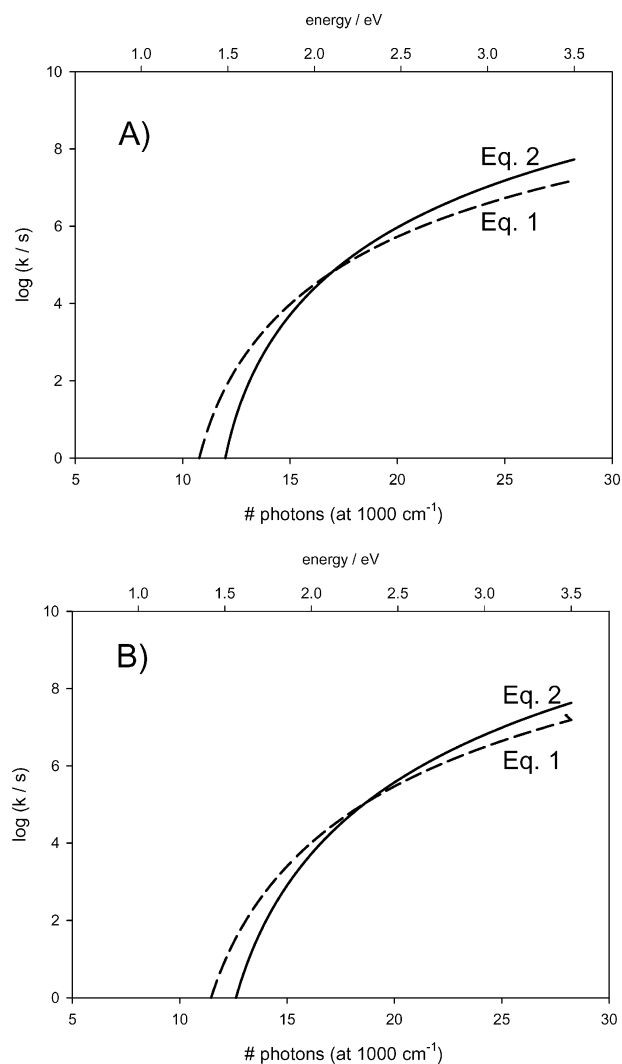 energy / eV
1.0 1.5 2.0 2.5 3.0 3.5
10
A)
8
Eq. 2
Eq. 1
6
log (k / s)
4
2
0
5 10 15 20 25 30
# photons (at 1000 cm⁻¹)
energy / eV
1.0 1.5 2.0 2.5 3.0 3.5
10
B)
8
Eq. 2
Eq. 1
6
log (k / s)
4
2
0
5 10 15 20 25 30
# photons (at 1000 cm⁻¹)